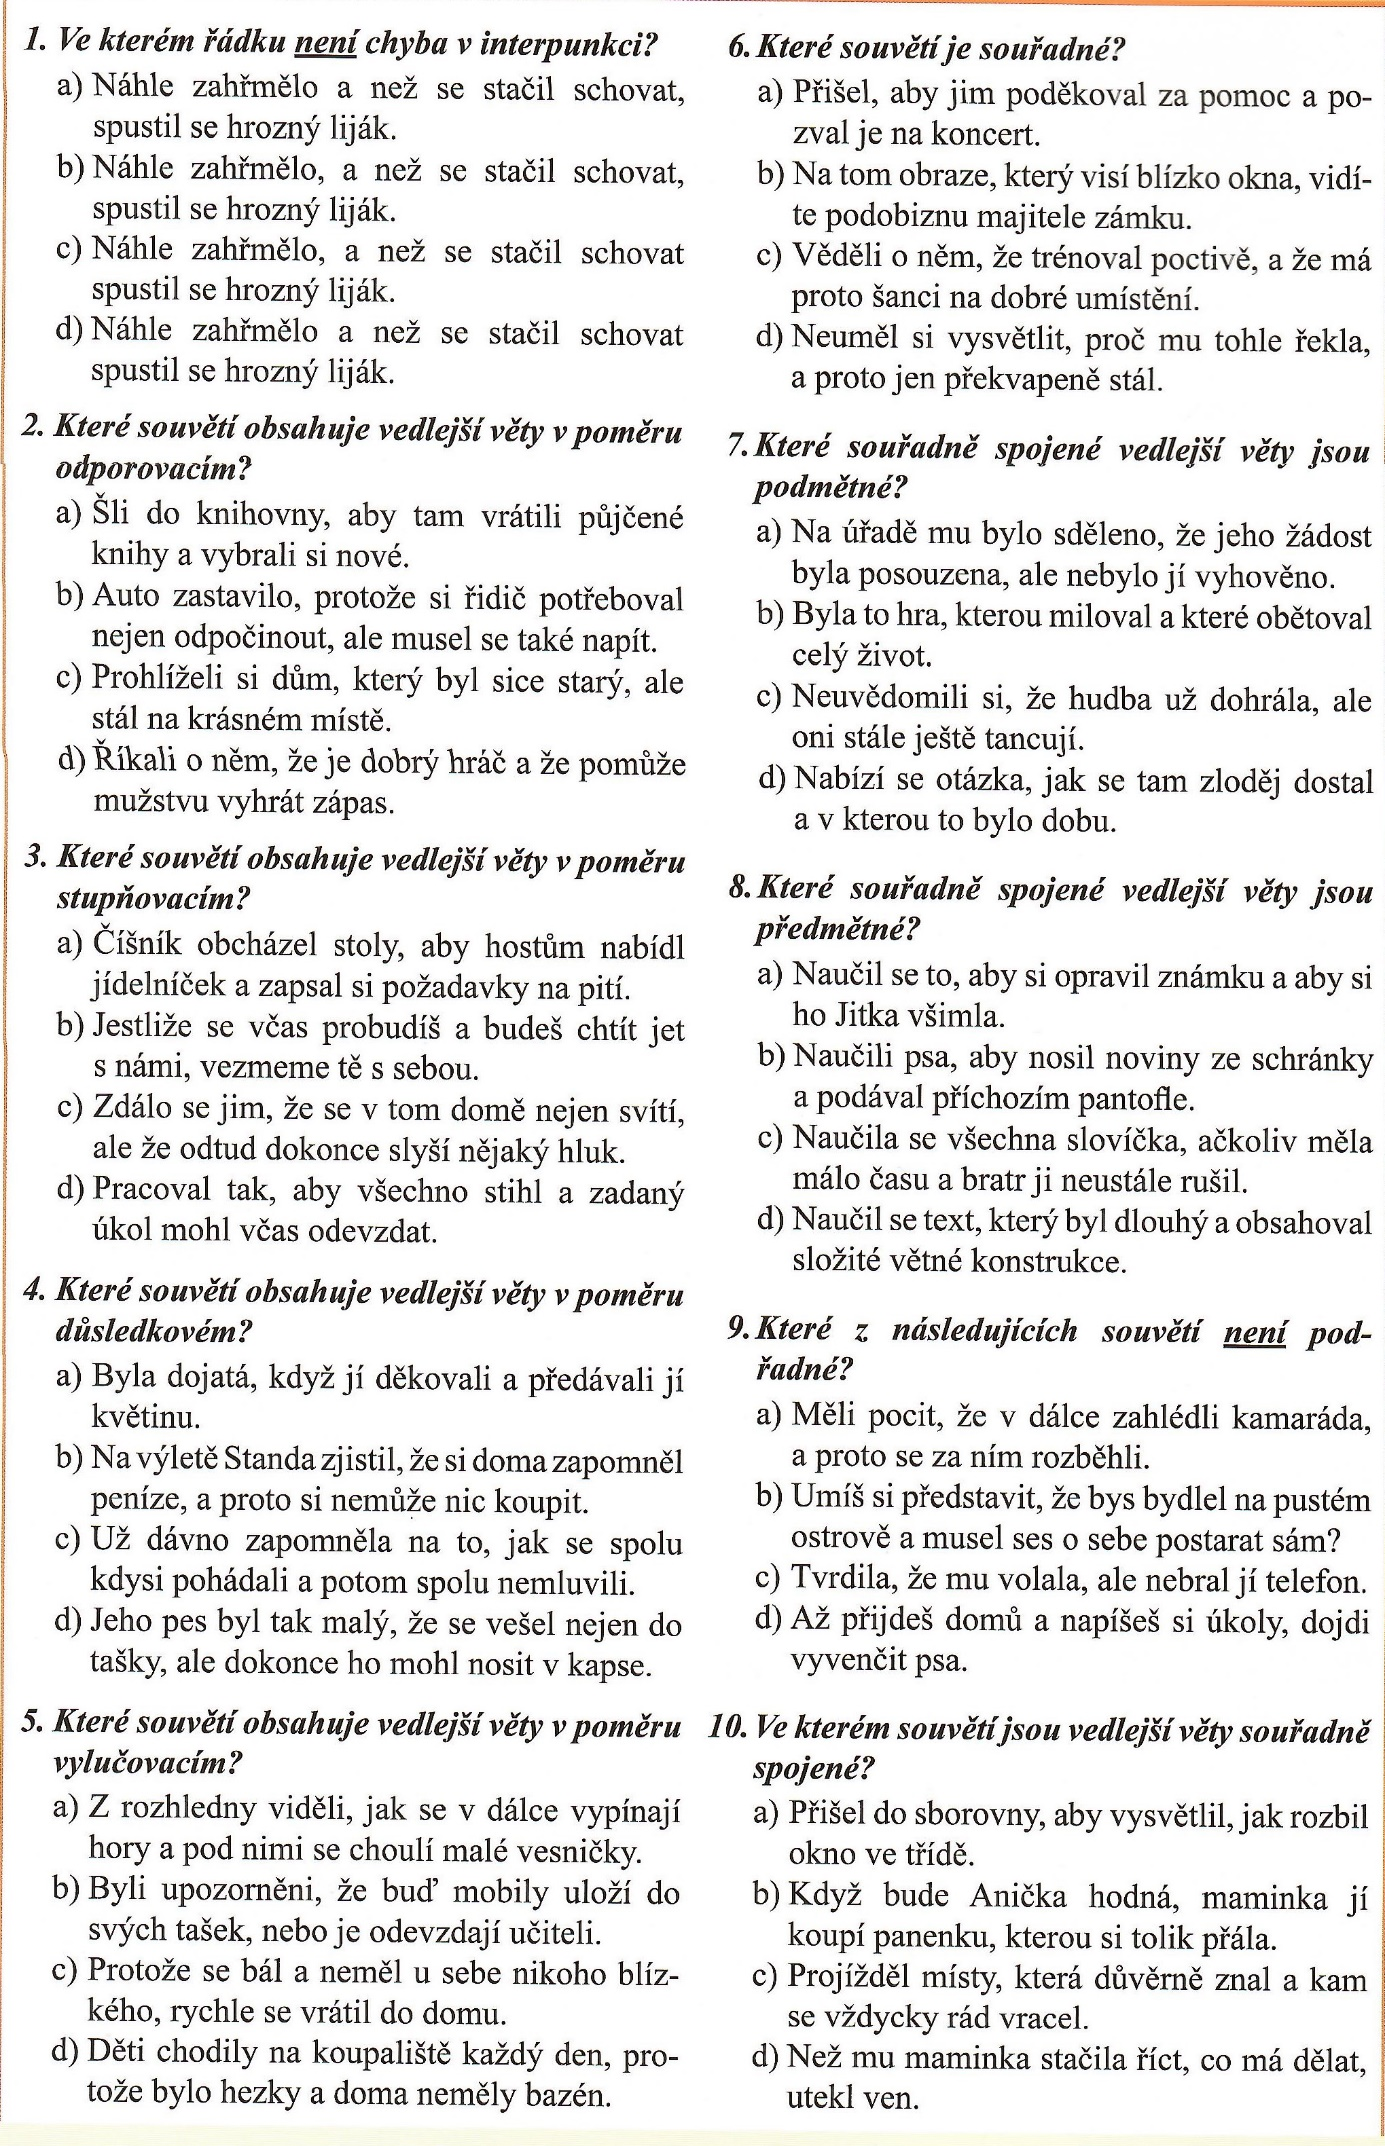 1. Ve kterém řádku není chyba v interpunkci?
a) Náhle zahřmělo a než se stačil schovat,
spustil se hrozný liják.
b) Náhle zahřmělo, a než se stačil schovat,
spustil se hrozný liják.
c) Náhle zahřmělo, a než se stačil schovat
spustil se hrozný liják.
d) Náhle zahřmělo a než se stačil schovat
spustil se hrozný liják.
2. Které souvětí obsahuje vedlejší věty v poměru
odporovacím?
a) Šli do knihovny, aby tam vrátili půjčené
knihy a vybrali si nové.
b) Auto zastavilo, protože si řidič potřeboval
nejen odpočinout, ale musel se také napít.
c) Prohlíželi si dům, který byl sice starý, ale
stál na krásném místě.
d) Říkali o něm, že je dobrý hráč a že pomůže
mužstvu vyhrát zápas.
3. Které souvětí obsahuje vedlejší věty v poměru
stupňovacím?
a) Číšník obcházel stoly, aby hostům nabídl
jídelníček a zapsal si požadavky na pití.
b) Jestliže se včas probudíš a budeš chtít jet
s námi, vezmeme tě s sebou.
c) Zdálo se jim, že se v tom domě nejen svítí,
ale že odtud dokonce slyší nějaký hluk.
d) Pracoval tak, aby všechno stihl a zadaný
úkol mohl včas odevzdat.
4. Které souvětí obsahuje vedlejší věty v poměru
důsledkovém?
a) Byla dojatá, když jí děkovali a předávali jí
květinu.
b) Na výletě Standa zjistil, že si doma zapomněl
peníze, a proto si nemůže nic koupit.
c) Už dávno zapomněla na to, jak se spolu
kdysi pohádali a potom spolu nemluvili.
d) Jeho pes byl tak malý, že se vešel nejen do
tašky, ale dokonce ho mohl nosit v kapse.
5. Které souvětí obsahuje vedlejší věty v poměru
vylučovacím?
a) Z rozhledny viděli, jak se v dálce vypínají
hory a pod nimi se choulí malé vesničky.
b) Byli upozorněni, že buď mobily uloží do
svých tašek, nebo je odevzdají učiteli.
c) Protože se bál a neměl u sebe nikoho blíz-
kého, rychle se vrátil do domu.
d) Děti chodily na koupaliště každý den, pro-
tože bylo hezky a doma neměly bazén.
6. Které souvětí je souřadné?
a) Přišel, aby jim poděkoval za pomoc a po-
zval je na koncert.
b) Na tom obraze, který visí blízko okna, vidí-
te podobiznu majitele zámku.
c) Věděli o něm, že trénoval poctivě, a že má
proto šanci na dobré umístění.
d) Neuměl si vysvětlit, proč mu tohle řekla,
a proto jen překvapeně stál.
7. Které souřadně spojené vedlejší věty jsou
podmětné?
a) Na úřadě mu bylo sděleno, že jeho žádost
byla posouzena, ale nebylo jí vyhověno.
b) Byla to hra, kterou miloval a které obětoval
celý život.
c) Neuvědomili si, že hudba už dohrála, ale
oni stále ještě tancují.
d) Nabízí se otázka, jak se tam zloděj dostal
a v kterou to bylo dobu.
8. Které souřadně spojené vedlejší věty jsou
předmětné?
a) Naučil se to, aby si opravil známku a aby si
ho Jitka všimla.
b) Naučili psa, aby nosil noviny ze schránky
a podával příchozím pantofle.
c) Naučila se všechna slovíčka, ačkoliv měla
málo času a bratr ji neustále rušil.
d) Naučil se text, který byl dlouhý a obsahoval
složité větné konstrukce.
9. Které z následujících souvětí není pod-
řadné?
a) Měli pocit, že v dálce zahlédli kamaráda,
a proto se za ním rozběhli.
b) Umíš si představit, že bys bydlel na pustém
ostrově a musel ses o sebe postarat sám?
c) Tvrdila, že mu volala, ale nebral jí telefon.
d) Až přijdeš domů a napíšeš si úkoly, dojdi
vyvenčit psa.
10. Ve kterém souvětí jsou vedlejší věty souřadně
spojené?
a) Přišel do sborovny, aby vysvětlil, jak rozbil
okno ve třídě.
b) Když bude Anička hodná, maminka jí
koupí panenku, kterou si tolik přála.
c) Projížděl místy, která důvěrně znal a kam
se vždycky rád vracel.
d) Než mu maminka stačila říct, co má dělat,
utekl ven.